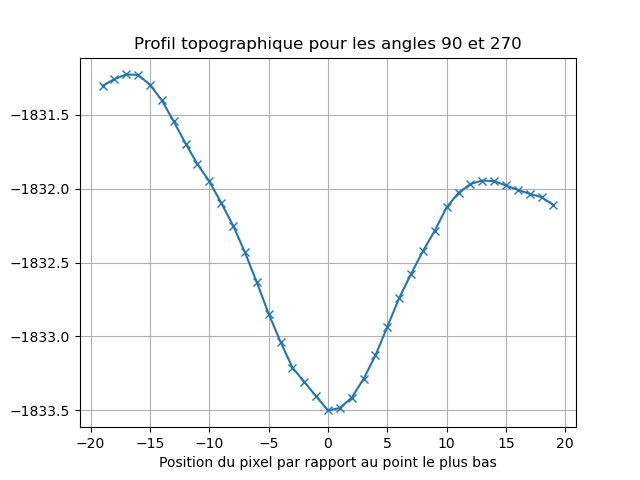 Profil topographique pour les angles 90 et 270
−1831.5
−1832.0
−1832.5
−1833.0
−1833.5
−20 −15 −10 −5 0 5 10 15 20
Position du pixel par rapport au point le plus bas